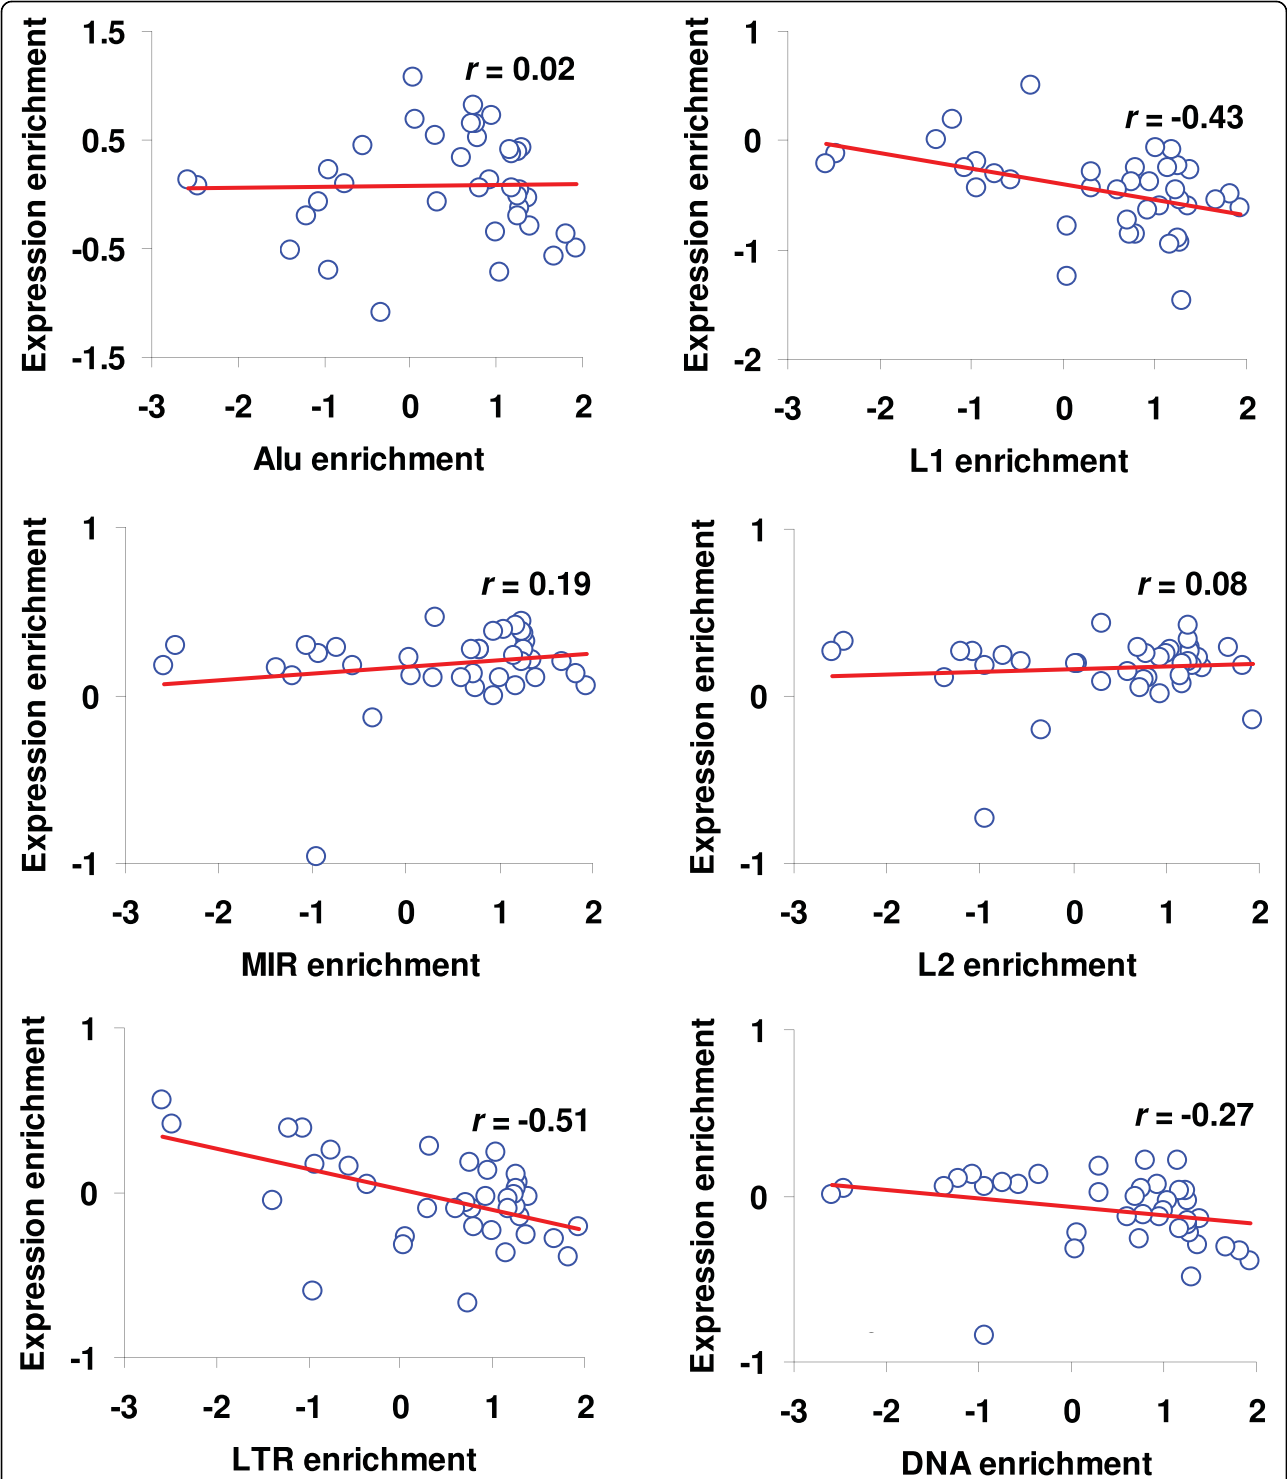 Expression enrichment
1.5
0.5
-0.5
-1.5
r = 0.02
-3 -2 -1 0 1 2
Alu enrichment
Expression enrichment
1
0
-1
-2
r = -0.43
-3 -2 -1 0 1 2
L1 enrichment
Expression enrichment
1
0
-1
r = 0.19
-3 -2 -1 0 1 2
MIR enrichment
Expression enrichment
1
0
-1
r = 0.08
-3 -2 -1 0 1 2
L2 enrichment
Expression enrichment
1
0
-1
r = -0.51
-3 -2 -1 0 1 2
LTR enrichment
Expression enrichment
1
0
-1
r = -0.27
-3 -2 -1 0 1 2
DNA enrichment